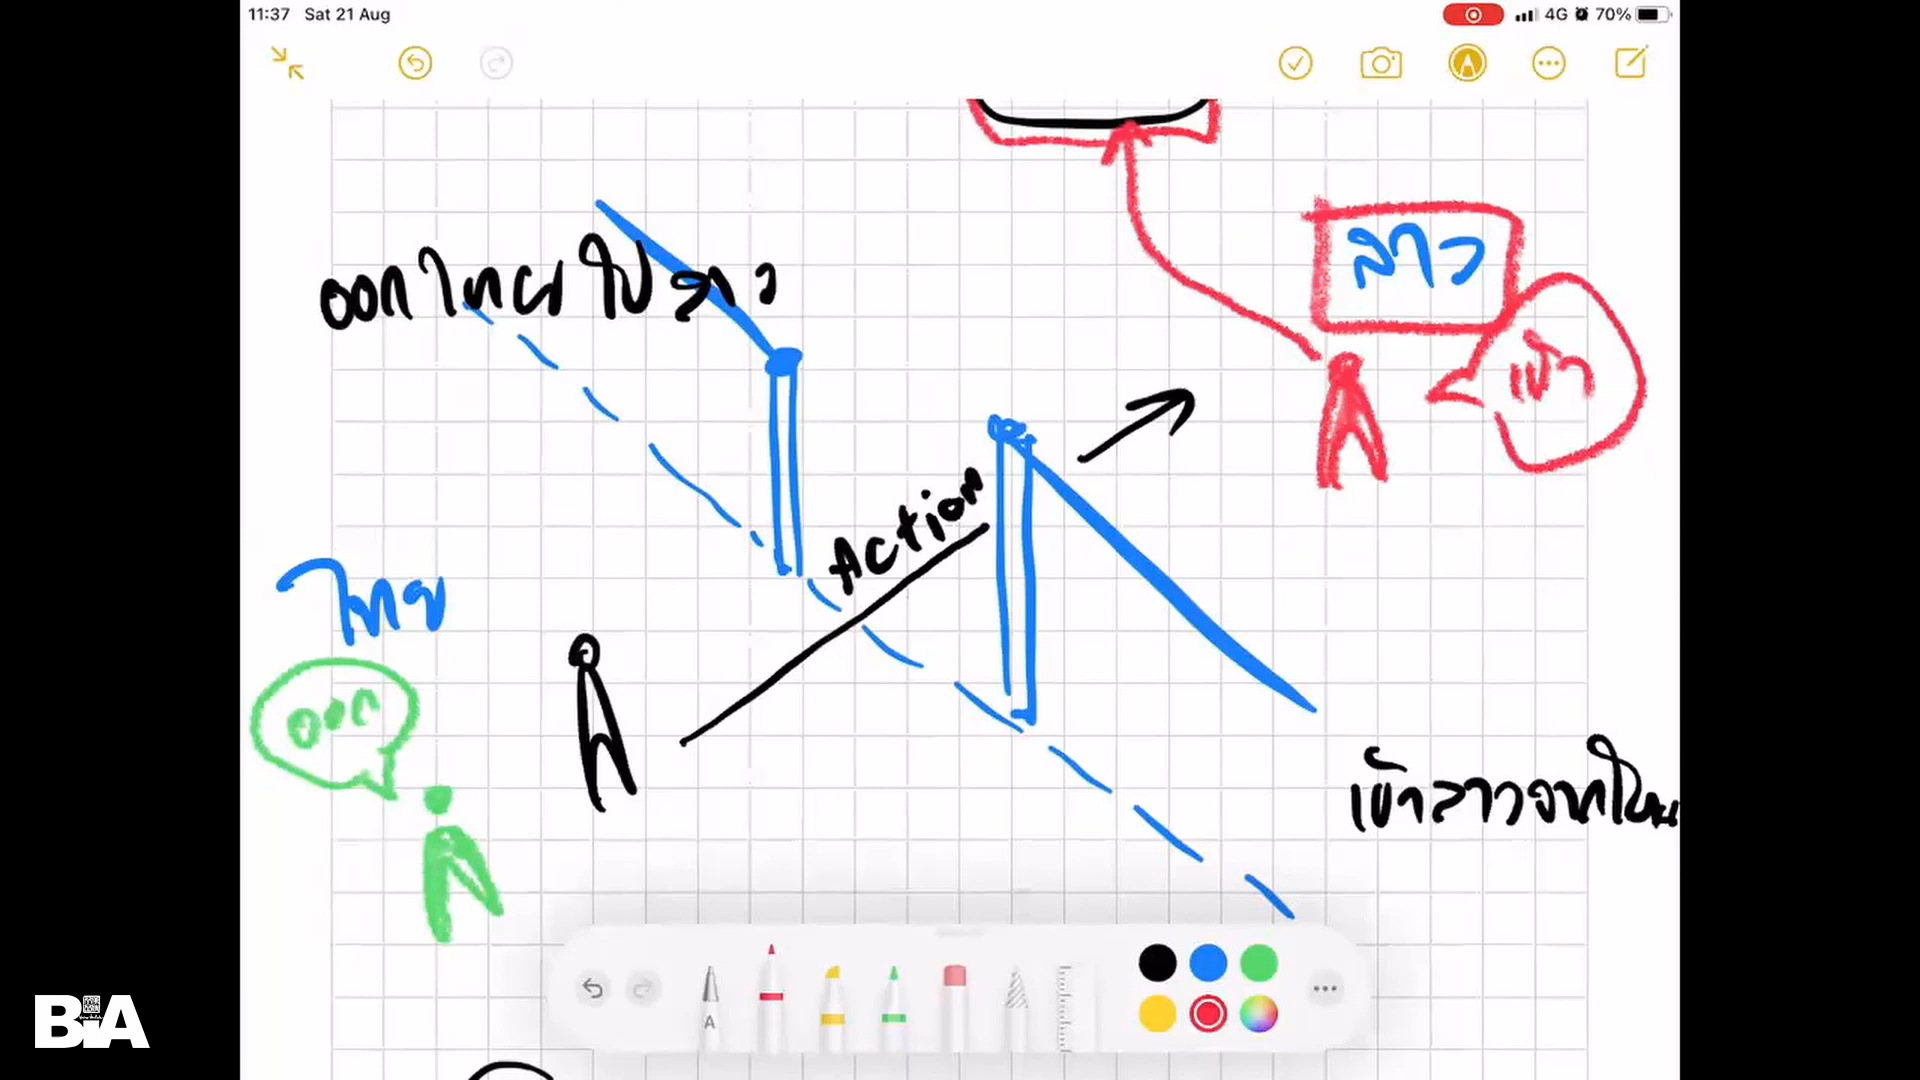 11:37 Sat 21 Aug
4G 70%
ลาว
ออกไทยไปลาว
เข้า
Action
ไทย
ออก
เข้าลาวจากไทย
A
BIA